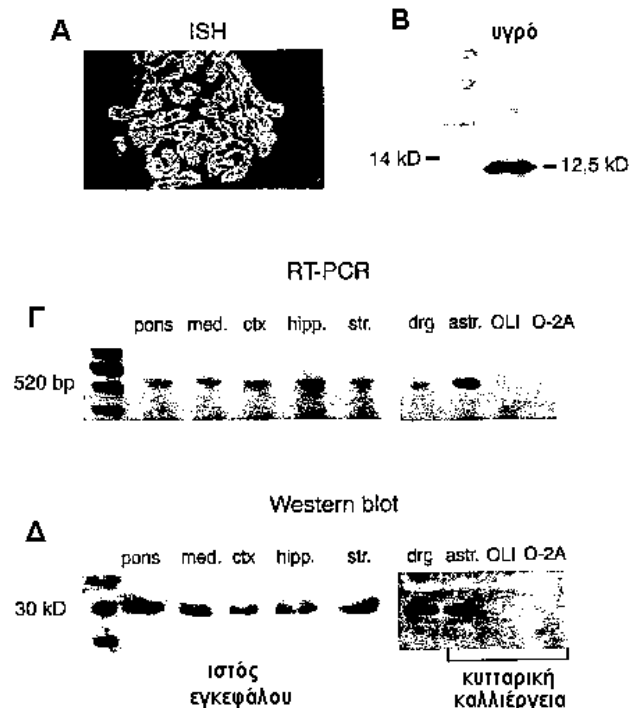 Α ISH
Β υγρό
14 kD
12,5 kD
RT-PCR
Γ
pons med. ctx hipp. str. drg astr. OLI O-2A
520 bp
Western blot
Δ
pons med. ctx hipp. str. drg astr. OLI O-2A
30 kD
ιστός
εγκεφάλου
κυτταρική
καλλιέργεια